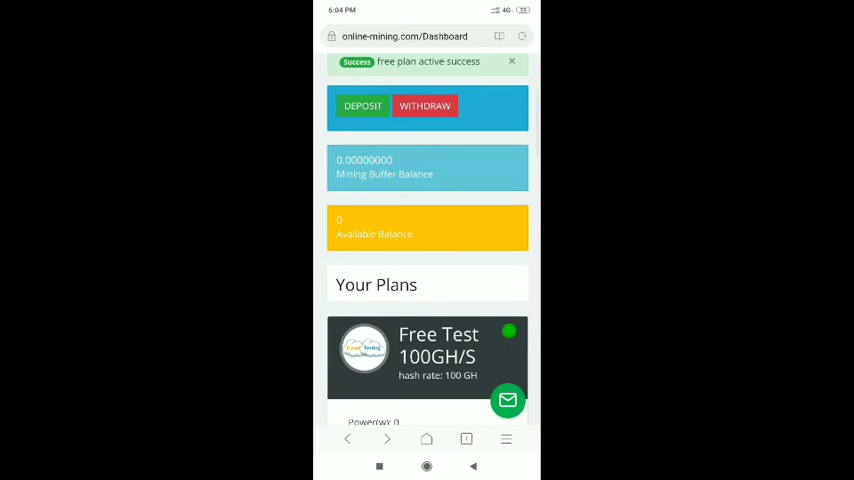 6:04 PM
4G
33
online-mining.com/Dashboard
Success free plan active success
DEPOSIT WITHDRAW
0.00000000
Mining Buffer Balance
0
Available Balance
Your Plans
Free Test
100GH/S
hash rate: 100 GH
Power(w): 0